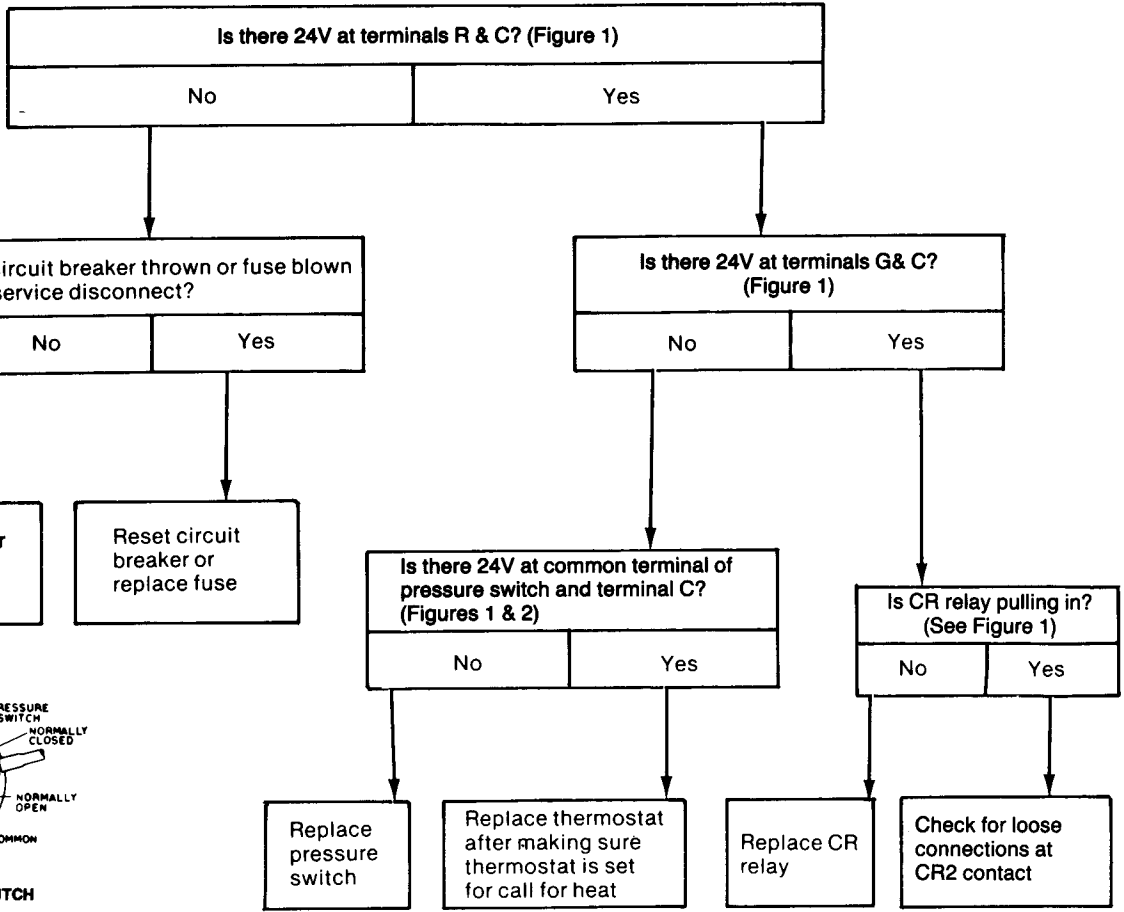 Is there 24V at terminals R & C? (Figure 1)
No
Yes
circuit breaker thrown or fuse blown
service disconnect?
No
Yes
Is there 24V at terminals G& C?
(Figure 1)
No
Yes
Reset circuit
breaker or
replace fuse
Is there 24V at common terminal of
pressure switch and terminal C?
(Figures 1 & 2)
No
Yes
Is CR relay pulling in?
(See Figure 1)
No
Yes
RESSURE
SWITCH
NORMALLY
CLOSED
NORMALLY
OPEN
OMMON
ITCH
Replace
pressure
switch
Replace thermostat
after making sure
thermostat is set
for call for heat
Replace CR
relay
Check for loose
connections at
CR2 contact